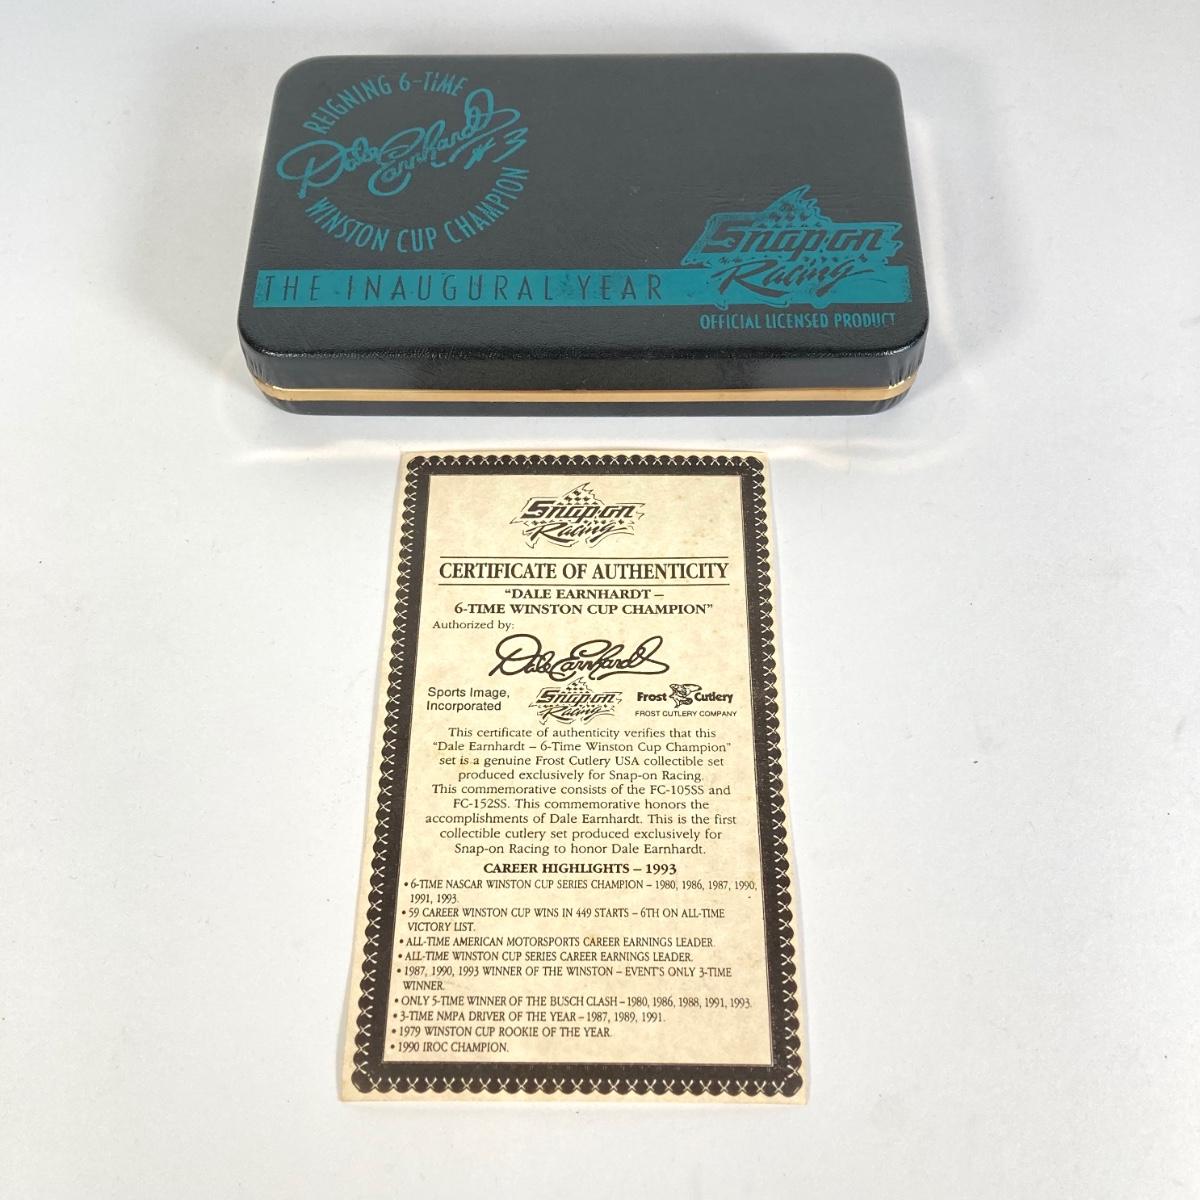 REIGNING 6-TIME
Dale Earnhardt #3
WINSTON CUP CHAMPION
THE INAUGURAL YEAR
Snap-on
Racing
OFFICIAL LICENSED PRODUCT
Snap-on
Racing
CERTIFICATE OF AUTHENTICITY
"DALE EARNHARDT –
6-TIME WINSTON CUP CHAMPION"
Authorized by:
Dale Earnhardt
Sports Image,
Incorporated
Snap-on
Racing
Frost Cutlery
FROST CUTLERY COMPANY
This certificate of authenticity verifies that this
"Dale Earnhardt – 6-Time Winston Cup Champion"
set is a genuine Frost Cutlery USA collectible set
produced exclusively for Snap-on Racing.
This commemorative consists of the FC-105SS and
FC-152SS. This commemorative honors the
accomplishments of Dale Earnhardt. This is the first
collectible cutlery set produced exclusively for
Snap-on Racing to honor Dale Earnhardt.
CAREER HIGHLIGHTS – 1993
• 6-TIME NASCAR WINSTON CUP SERIES CHAMPION – 1980, 1986, 1987, 1990,
1991, 1993.
• 59 CAREER WINSTON CUP WINS IN 449 STARTS – 6TH ON ALL-TIME
VICTORY LIST.
• ALL-TIME AMERICAN MOTORSPORTS CAREER EARNINGS LEADER.
• ALL-TIME WINSTON CUP SERIES CAREER EARNINGS LEADER.
• 1987, 1990, 1993 WINNER OF THE WINSTON – EVENT'S ONLY 3-TIME
WINNER.
• ONLY 5-TIME WINNER OF THE BUSCH CLASH – 1980, 1986, 1988, 1991, 1993.
• 3-TIME NMPA DRIVER OF THE YEAR – 1987, 1989, 1991.
• 1979 WINSTON CUP ROOKIE OF THE YEAR.
• 1990 IROC CHAMPION.